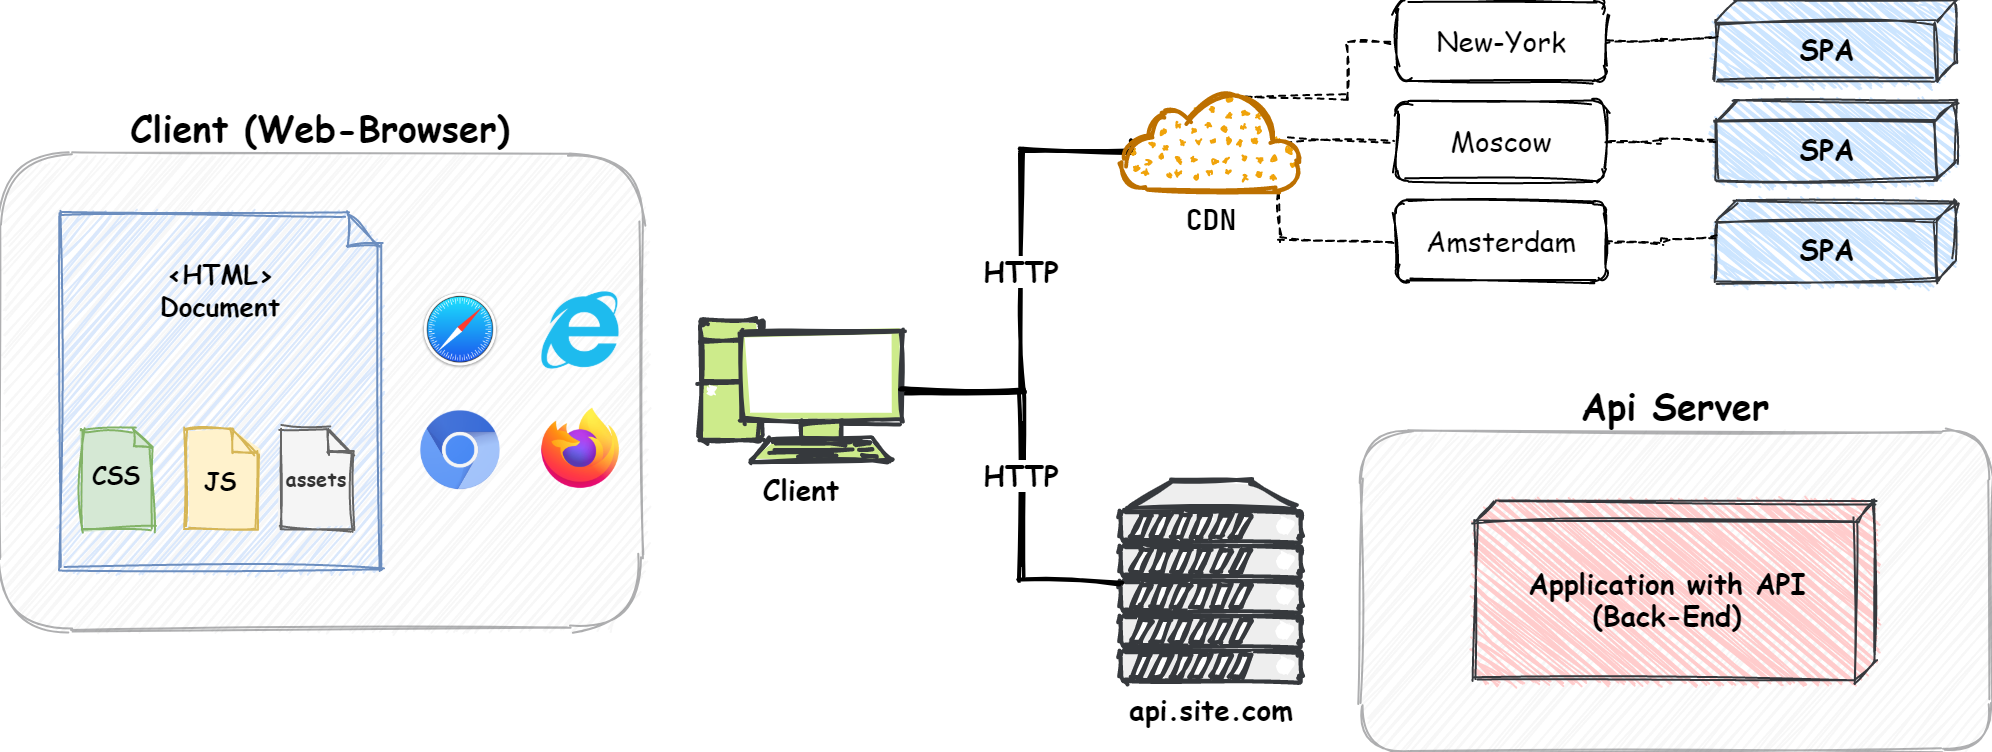 Client (Web-Browser)
<HTML>
Document
CSS
JS
assets
Client
HTTP
HTTP
CDN
New-York
SPA
Moscow
SPA
Amsterdam
SPA
api.site.com
Api Server
Application with API
(Back-End)